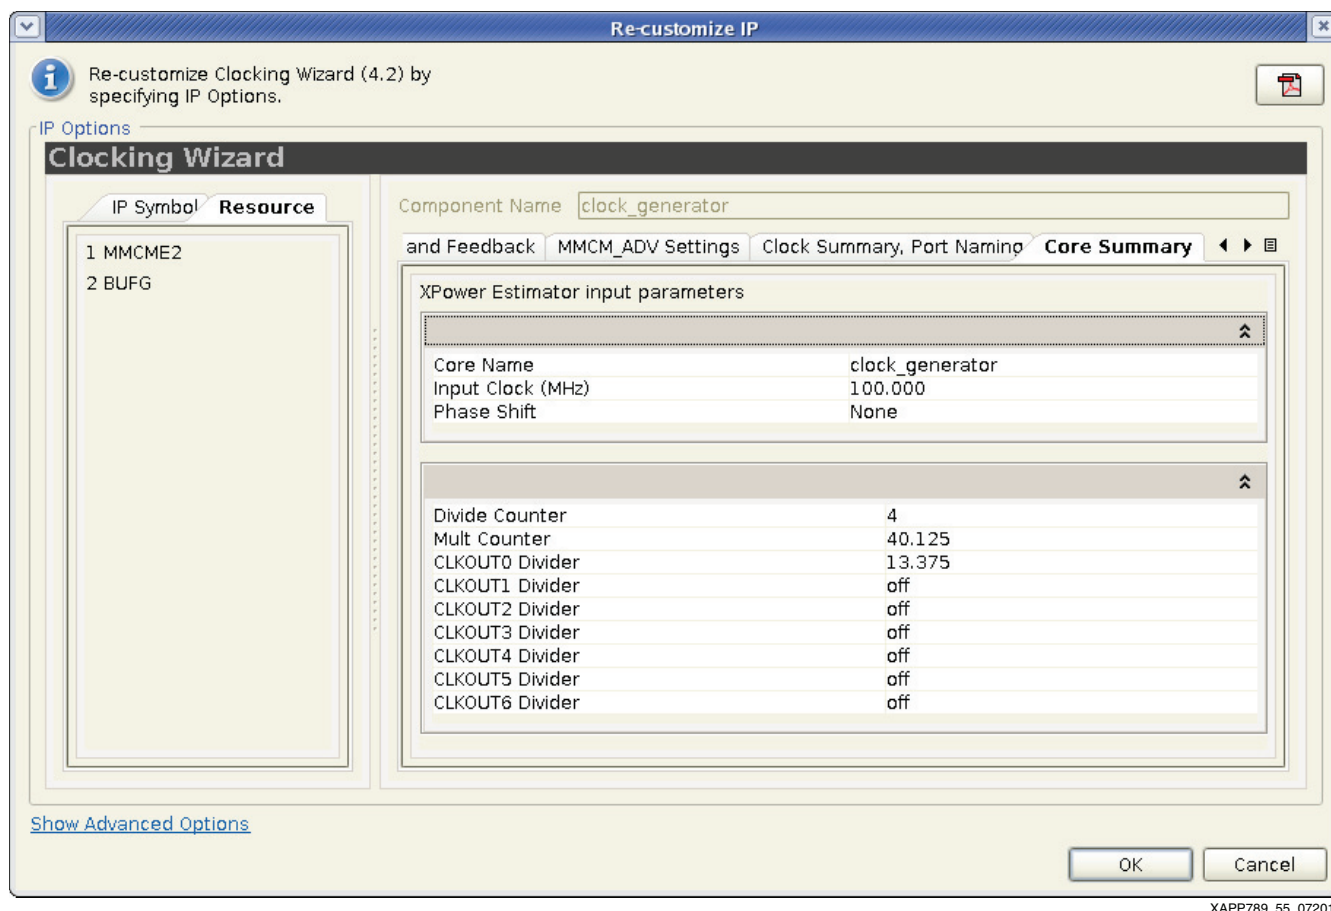 Re-customize IP
Re-customize Clocking Wizard (4.2) by
specifying IP Options.
IP Options
Clocking Wizard
IP Symbol Resource
1 MMCME2
2 BUFG
Component Name clock_generator
and Feedback MMCM_ADV Settings Clock Summary, Port Naming Core Summary
XPower Estimator input parameters
Core Name clock_generator
Input Clock (MHz) 100.000
Phase Shift None
Divide Counter 4
Mult Counter 40.125
CLKOUT0 Divider 13.375
CLKOUT1 Divider off
CLKOUT2 Divider off
CLKOUT3 Divider off
CLKOUT4 Divider off
CLKOUT5 Divider off
CLKOUT6 Divider off
Show Advanced Options
OK Cancel
XAPP789_55_07201